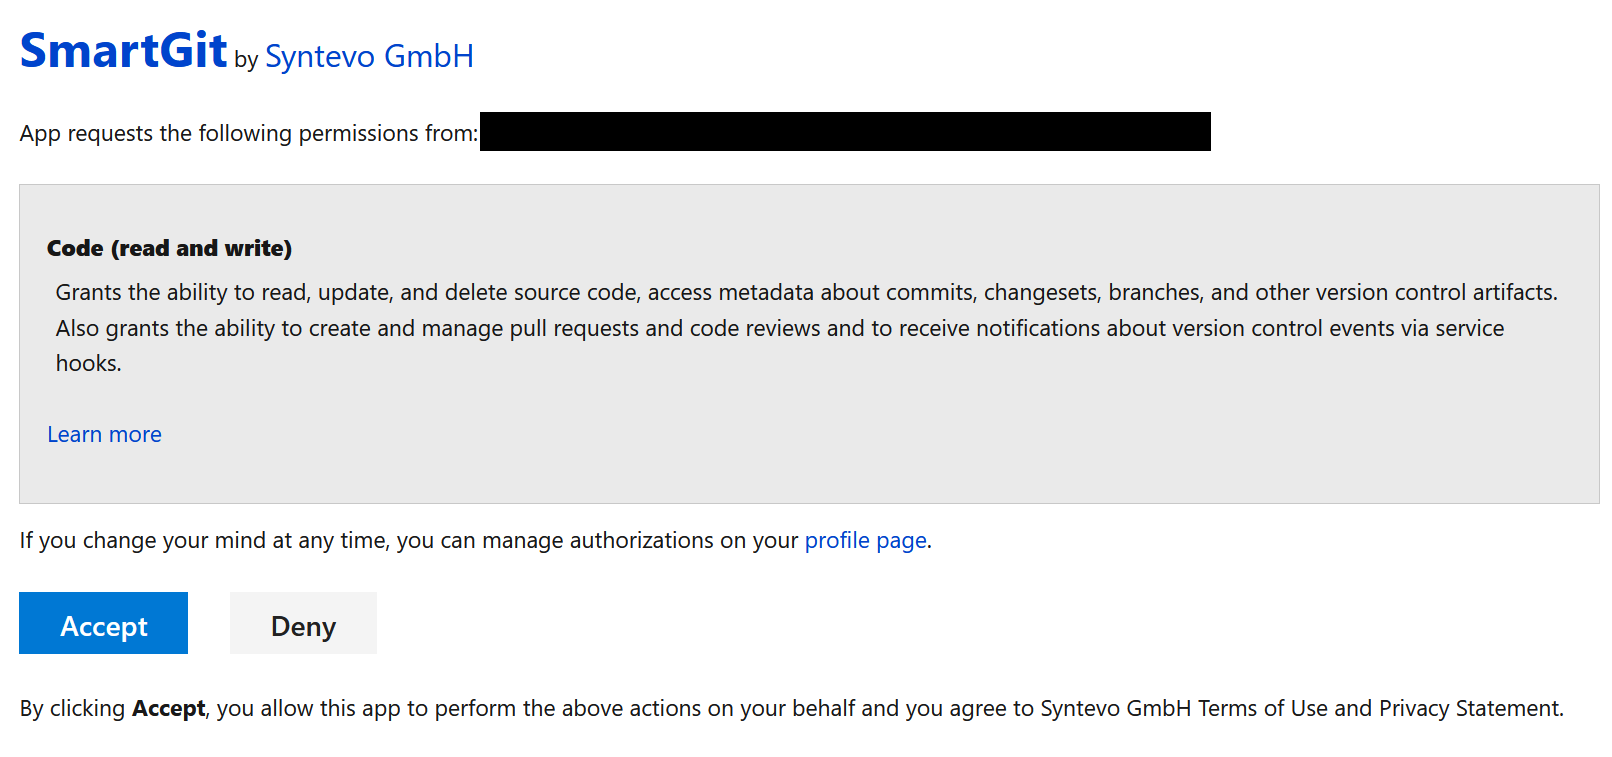 SmartGit by Syntevo GmbH
App requests the following permissions from:
Code (read and write)
Grants the ability to read, update, and delete source code, access metadata about commits, changesets, branches, and other version control artifacts.
Also grants the ability to create and manage pull requests and code reviews and to receive notifications about version control events via service
hooks.
Learn more
If you change your mind at any time, you can manage authorizations on your profile page.
Accept Deny
By clicking Accept, you allow this app to perform the above actions on your behalf and you agree to Syntevo GmbH Terms of Use and Privacy Statement.